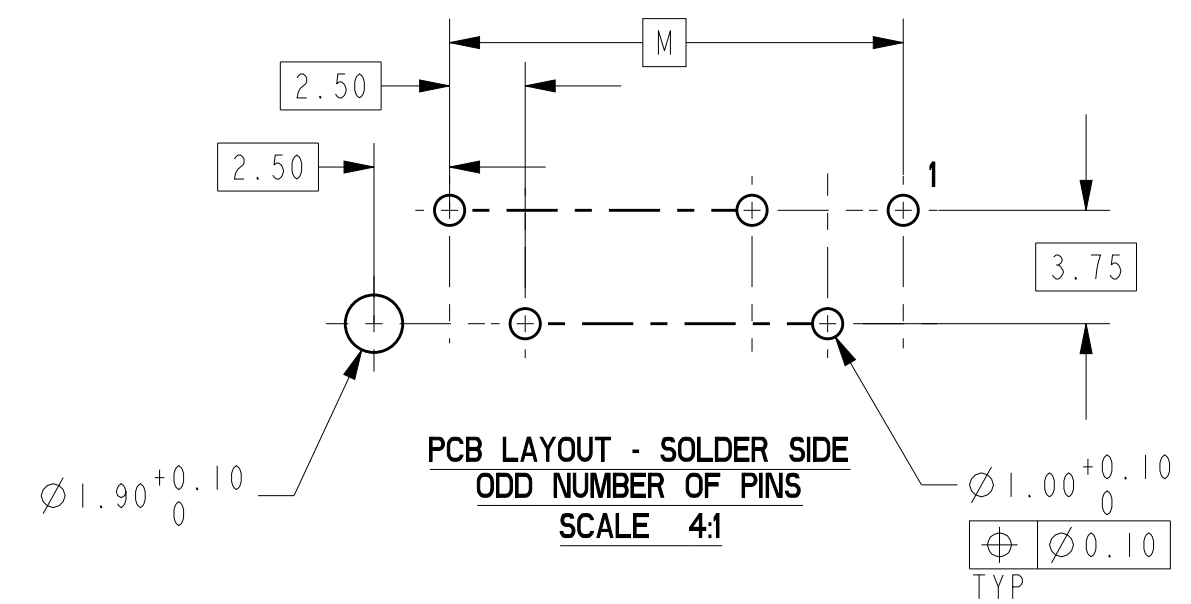 M
2.50
2.50
1
3.75
PCB LAYOUT - SOLDER SIDE
ODD NUMBER OF PINS
SCALE 4:1
Ø1.90 +0.10
0
Ø1.00 +0.10
0
⌖ Ø0.10
TYP